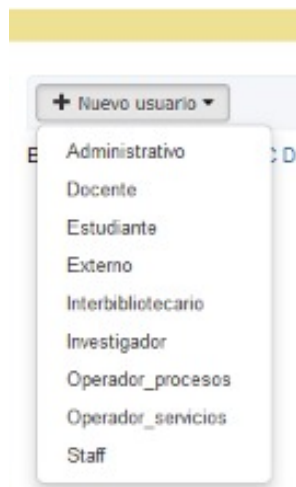 + Nuevo usuario
E C D
Administrativo
Docente
Estudiante
Externo
Interbibliotecario
Investigador
Operador_procesos
Operador_servicios
Staff